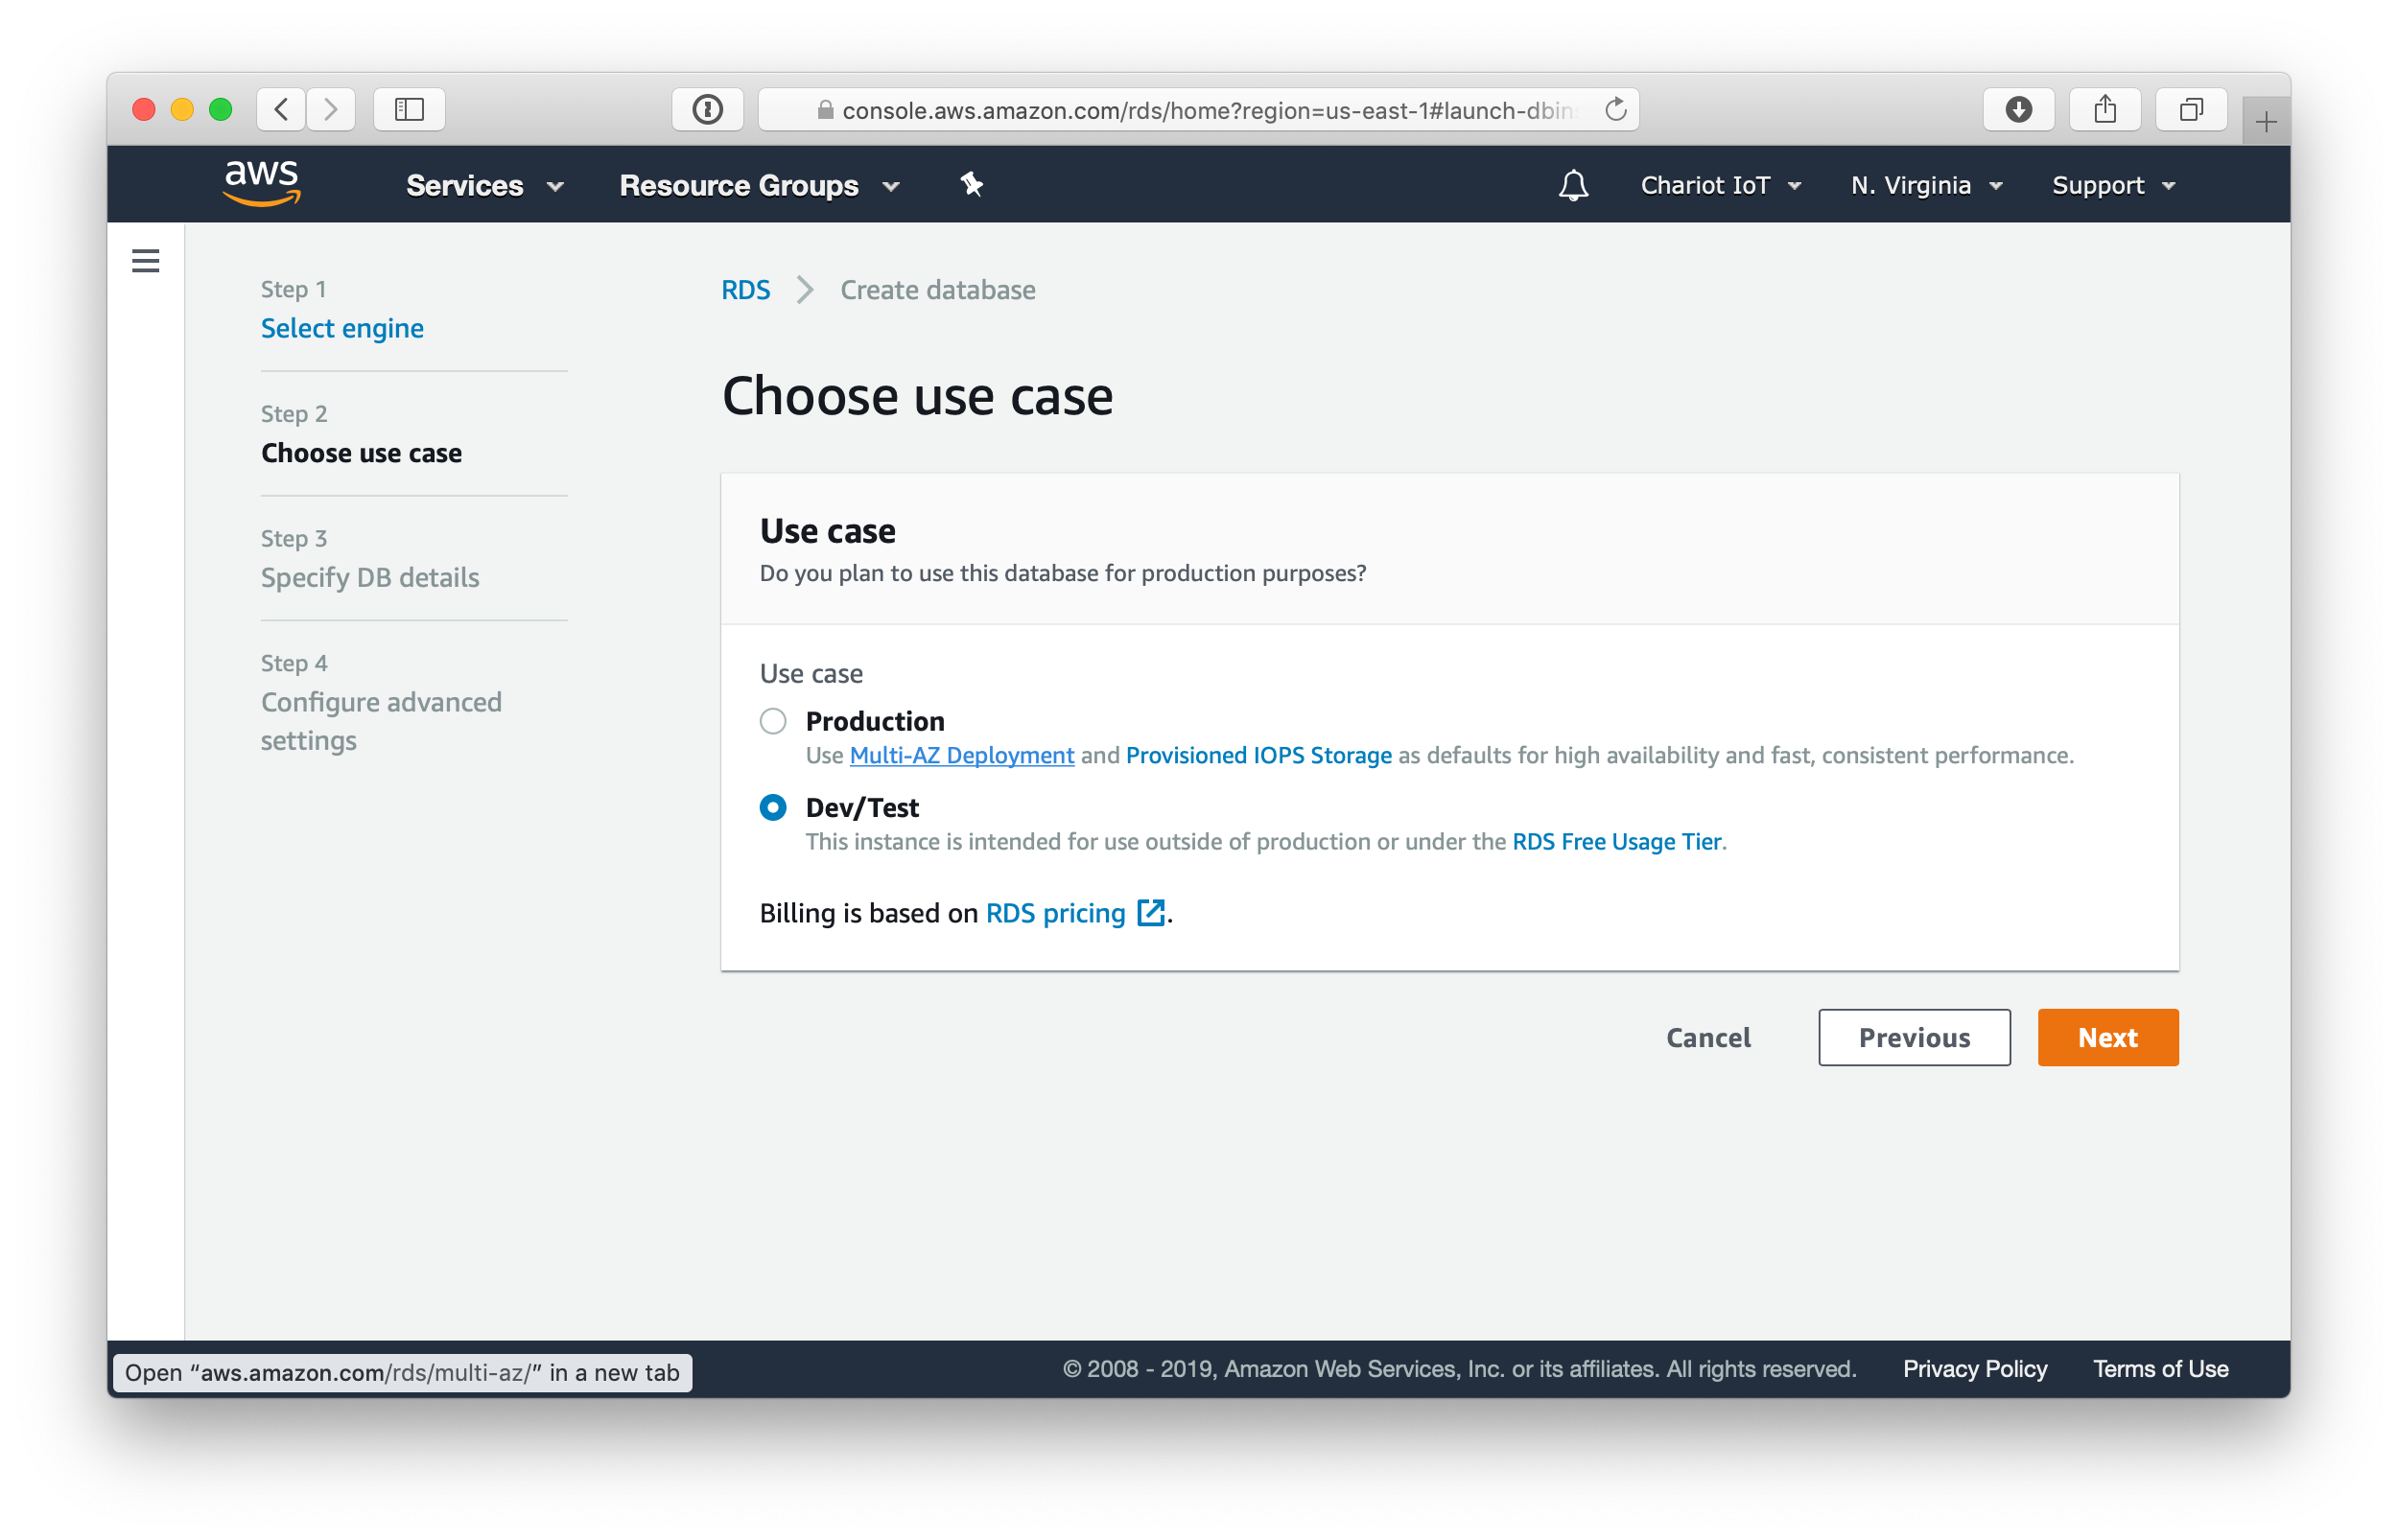 console.aws.amazon.com/rds/home?region=us-east-1#launch-dbin
aws
Services
Resource Groups
Chariot IoT
N. Virginia
Support
Step 1
Select engine
Step 2
Choose use case
Step 3
Specify DB details
Step 4
Configure advanced
settings
RDS
Create database
Choose use case
Use case
Do you plan to use this database for production purposes?
Use case
Production
Use Multi-AZ Deployment and Provisioned IOPS Storage as defaults for high availability and fast, consistent performance.
Dev/Test
This instance is intended for use outside of production or under the RDS Free Usage Tier.
Billing is based on RDS pricing .
Cancel
Previous
Next
Open “aws.amazon.com/rds/multi-az/” in a new tab
© 2008 - 2019, Amazon Web Services, Inc. or its affiliates. All rights reserved.
Privacy Policy
Terms of Use